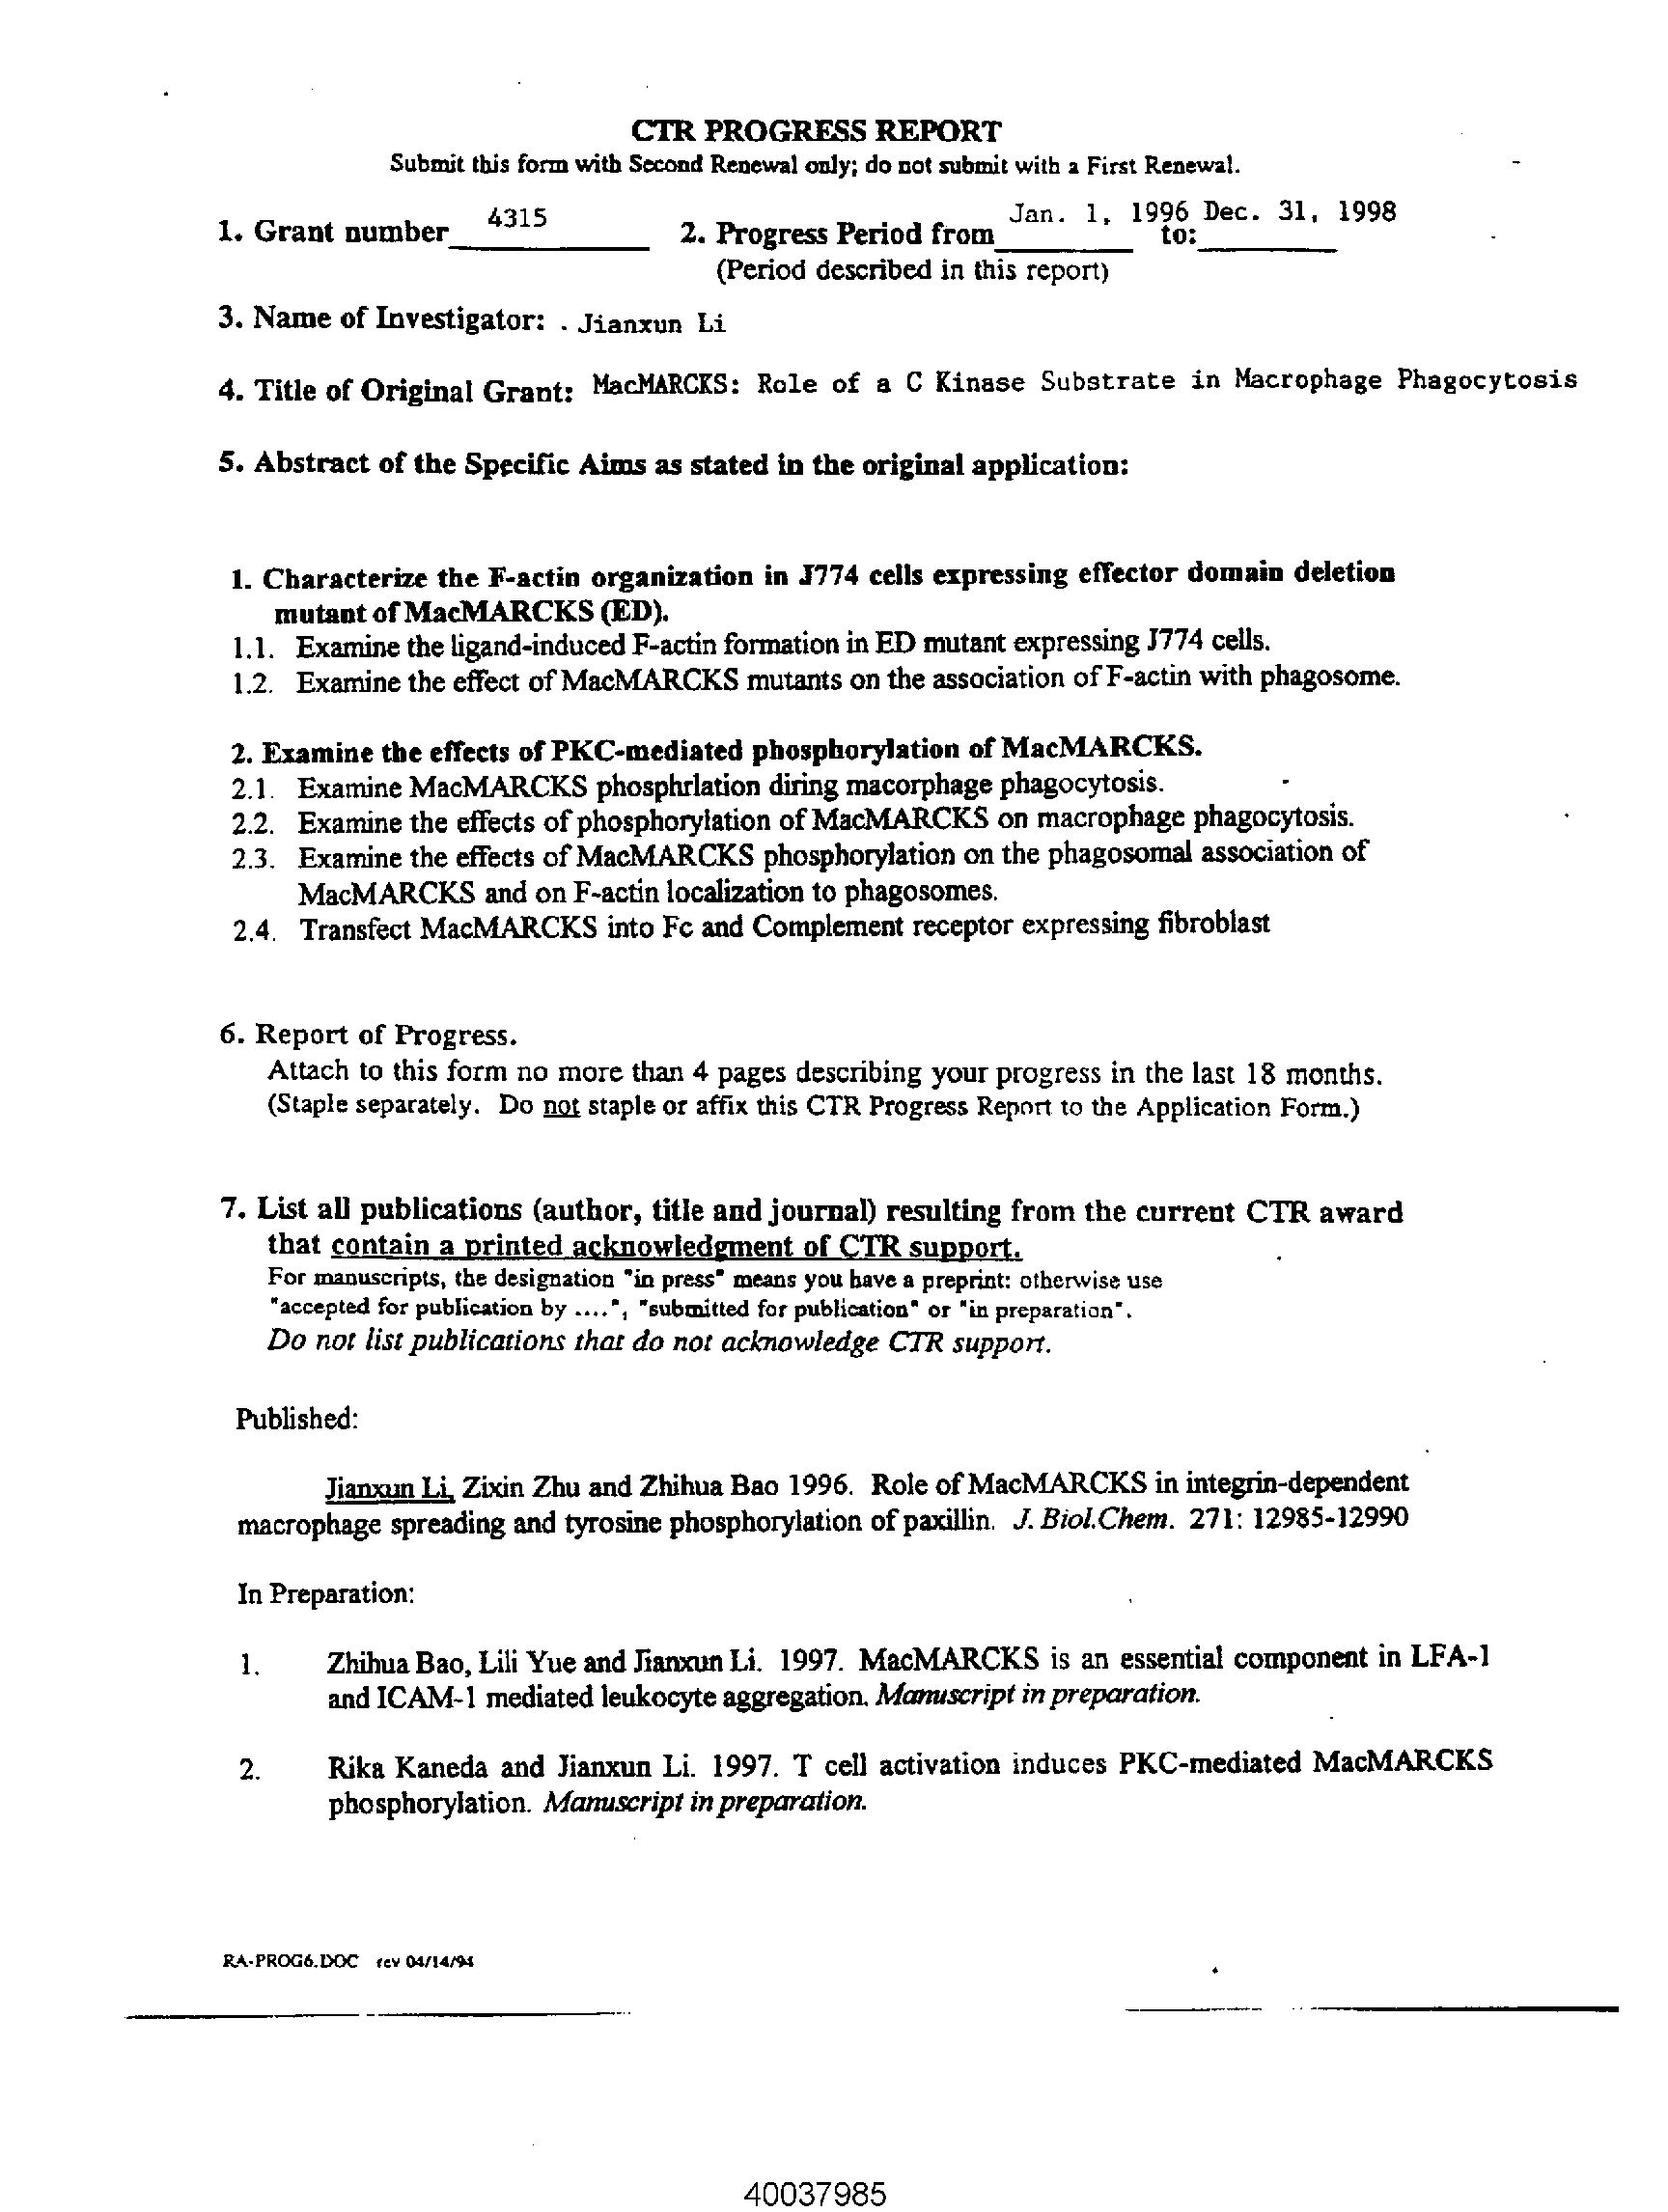 CTR PROGRESS REPORT
Submit this form with Second Renewal only; do not submit with a First Renewal.
1. Grant number 4315 2. Progress Period from Jan. 1, 1996 to: Dec. 31, 1998
(Period described in this report)
3. Name of Investigator: . Jianxun Li
4. Title of Original Grant: MacMARCKS: Role of a C Kinase Substrate in Macrophage Phagocytosis
5. Abstract of the Specific Aims as stated in the original application:
1. Characterize the F-actin organization in J774 cells expressing effector domain deletion
mutant of MacMARCKS (ED).
1.1. Examine the ligand-induced F-actin formation in ED mutant expressing J774 cells.
1.2. Examine the effect of MacMARCKS mutants on the association of F-actin with phagosome.
2. Examine the effects of PKC-mediated phosphorylation of MacMARCKS.
2.1. Examine MacMARCKS phosphrlation diring macorphage phagocytosis.
2.2. Examine the effects of phosphorylation of MacMARCKS on macrophage phagocytosis.
2.3. Examine the effects of MacMARCKS phosphorylation on the phagosomal association of
MacMARCKS and on F-actin localization to phagosomes.
2.4. Transfect MacMARCKS into Fc and Complement receptor expressing fibroblast
6. Report of Progress.
Attach to this form no more than 4 pages describing your progress in the last 18 months.
(Staple separately. Do not staple or affix this CTR Progress Report to the Application Form.)
7. List all publications (author, title and journal) resulting from the current CTR award
that contain a printed acknowledgment of CTR support.
For manuscripts, the designation "in press" means you have a preprint: otherwise use
"accepted for publication by ....", "submitted for publication" or "in preparation".
Do not list publications that do not acknowledge CTR support.
Published:
Jianxun Li, Zixin Zhu and Zhihua Bao 1996. Role of MacMARCKS in integrin-dependent
macrophage spreading and tyrosine phosphorylation of paxillin. J. Biol.Chem. 271: 12985-12990
In Preparation:
1. Zhihua Bao, Lili Yue and Jianxun Li. 1997. MacMARCKS is an essential component in LFA-1
and ICAM-1 mediated leukocyte aggregation. Manuscript in preparation.
2. Rika Kaneda and Jianxun Li. 1997. T cell activation induces PKC-mediated MacMARCKS
phosphorylation. Manuscript in preparation.
RA-PROG6.DOC rev 04/14/94
40037985